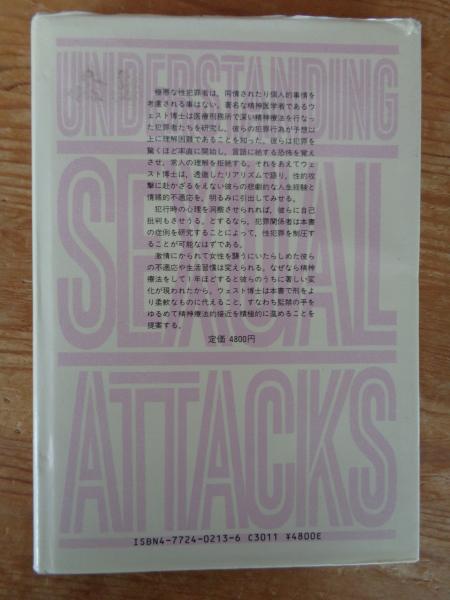 UNDERSTANDING
SEXUAL
ATTACKS
極悪な性犯罪者は，同情されたり個人的事情を
考慮される事はない。著名な精神医学者であるウ
ェスト博士は医療刑務所で深い精神療法を行なっ
た犯罪者たちを研究し，彼らの犯罪行為が予想以
上に理解困難であることを知った。彼らは犯罪を
驚くほど率直に開始し，言語に絶する恐怖を覚え
させ，常人の理解を拒絶する。それをあえてウェ
スト博士は，透徹したリアリズムで語り，性的攻
撃に赴かざるをえない彼らの悲劇的な人生経験と
情緒的不適応を，明るみに引出してみせる。
犯行時の心理を洞察させられれば，彼らに自己
批判もさせうる。とするなら，犯罪関係者は本書
の症例を研究することによって，性犯罪を制圧す
ることが可能なはずである。
激情にかられて女性を襲うにいたらしめた彼ら
の不適応や生活習慣は変えられる。なぜなら精神
療法をして1年ほどすると彼らのうちに著しい変
化が現われたから。ウェスト博士は本書で刑をよ
り柔軟なものに代えること，すなわち監禁の手を
ゆるめて精神療法的接近を積極的に進めることを
提案する。
定価 4800円
ISBN4-7724-0213-6 C3011 ¥4800E